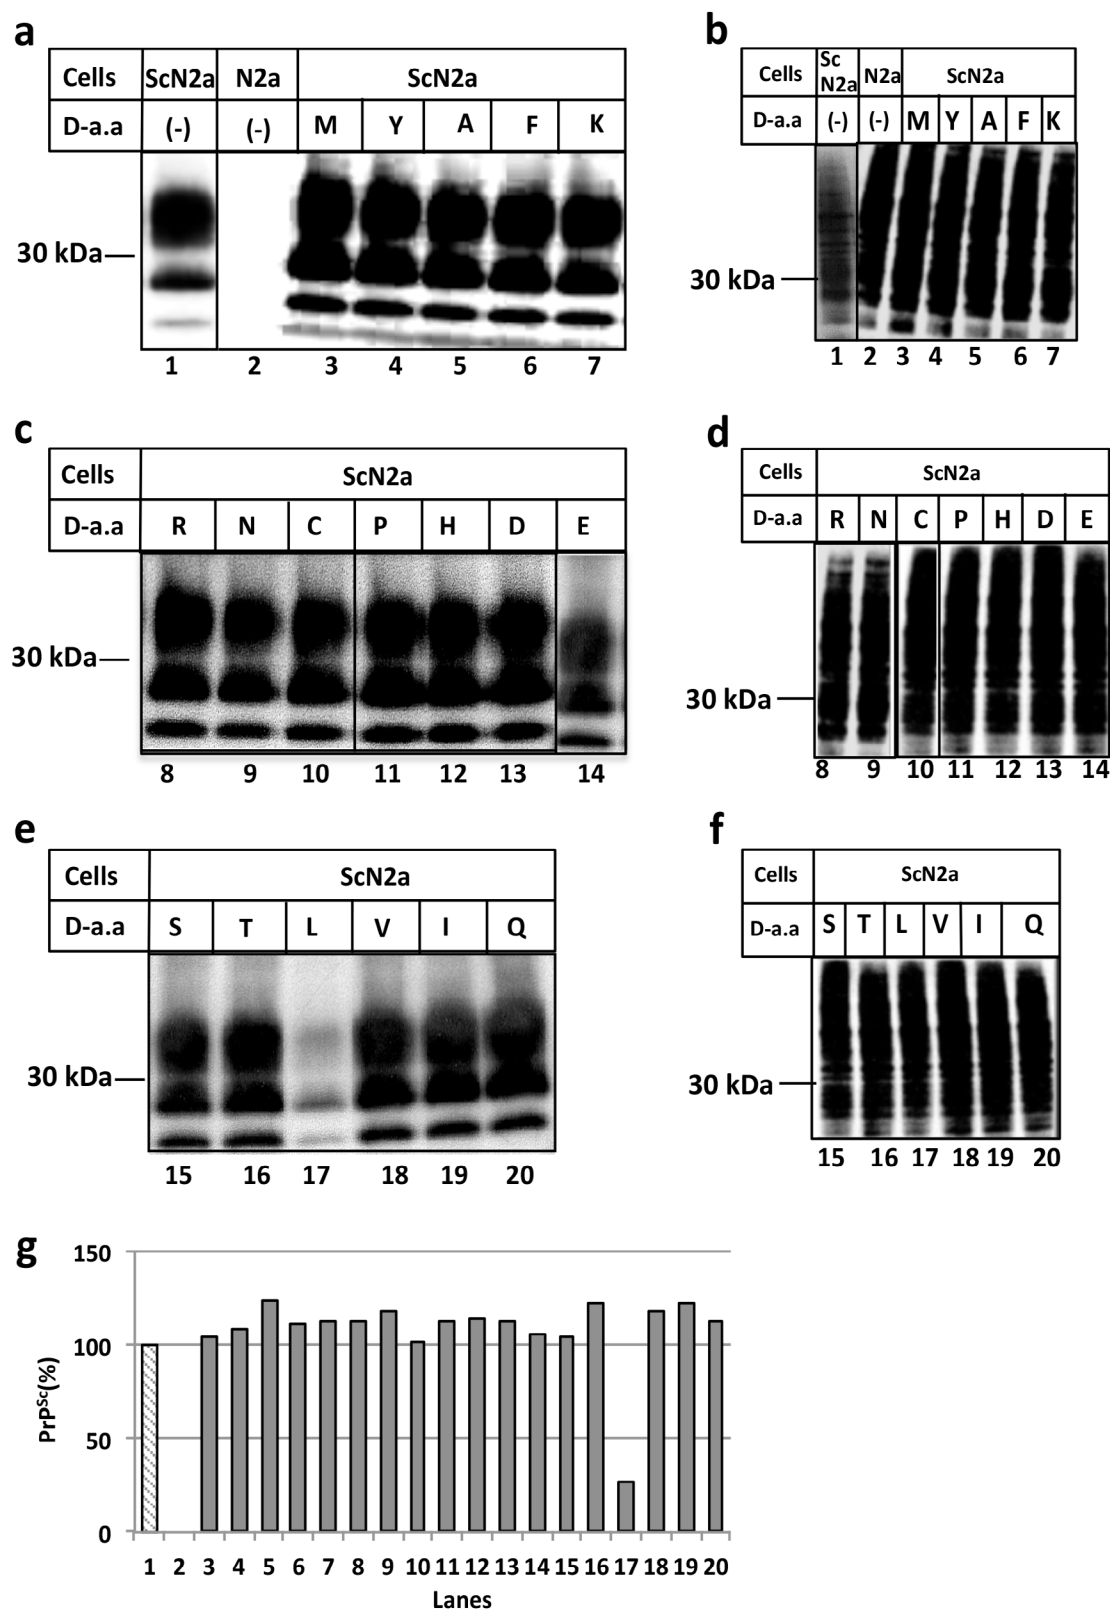 a
Cells ScN2a N2a ScN2a
D-a.a (-) (-) M Y A F K
30 kDa
1 2 3 4 5 6 7
b
Cells Sc N2a N2a ScN2a
D-a.a (-) (-) M Y A F K
30 kDa
1 2 3 4 5 6 7
c
Cells ScN2a
D-a.a R N C P H D E
30 kDa
8 9 10 11 12 13 14
d
Cells ScN2a
D-a.a R N C P H D E
30 kDa
8 9 10 11 12 13 14
e
Cells ScN2a
D-a.a S T L V I Q
30 kDa
15 16 17 18 19 20
f
Cells ScN2a
D-a.a S T L V I Q
30 kDa
15 16 17 18 19 20
g
150
100
50
0
PrPSc(%)
1 2 3 4 5 6 7 8 9 10 11 12 13 14 15 16 17 18 19 20
Lanes